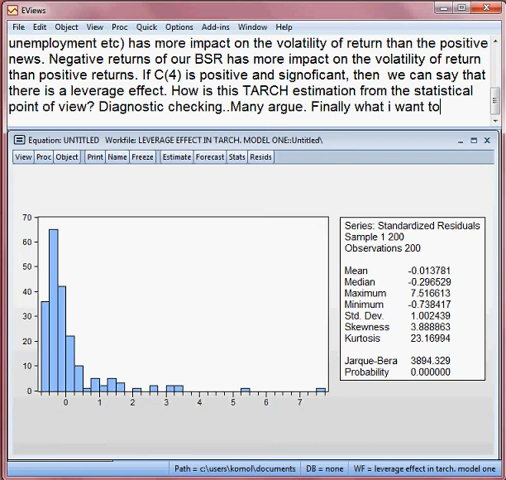 EViews
File Edit Object View Proc Quick Options Add-ins Window Help
unemployment etc) has more impact on the volatility of return than the positive
news. Negative returns of our BSR has more impact on the volatility of return
than positive returns. If C(4) is positive and signoficant, then we can say that
there is a leverage effect. How is this TARCH estimation from the statistical
point of view? Diagnostic checking..Many argue. Finally what i want to
Equation: UNTITLED Workfile: LEVERAGE EFFECT IN TARCH. MODEL ONE::Untitled\
View Proc Object Print Name Freeze Estimate Forecast Stats Resids
70
60
50
40
30
20
10
0
0 1 2 3 4 5 6 7
Series: Standardized Residuals
Sample 1 200
Observations 200
Mean -0.013781
Median -0.296529
Maximum 7.516613
Minimum -0.738417
Std. Dev. 1.002439
Skewness 3.888863
Kurtosis 23.16994
Jarque-Bera 3894.329
Probability 0.000000
Path = c:\users\komol\documents DB = none WF = leverage effect in tarch. model one